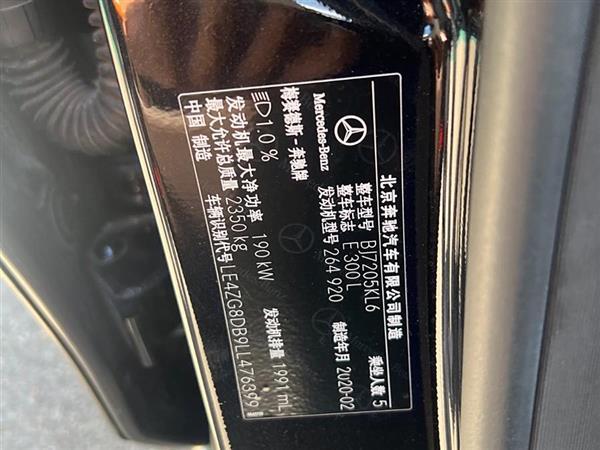 Mercedes-Benz
北京奔驰汽车有限公司制造
梅赛德斯-奔驰牌
整车型号 BJ7205KL6 乘坐人数 5
整车标志 E300L 制造年月 2020-02
发动机型号 264 920
1.0 %
发动机最大净功率 190 kW 发动机排量 1991 mL
最大允许总质量 2350 kg
中国 制造 车辆识别代号 LE4ZG8DB9LL476399